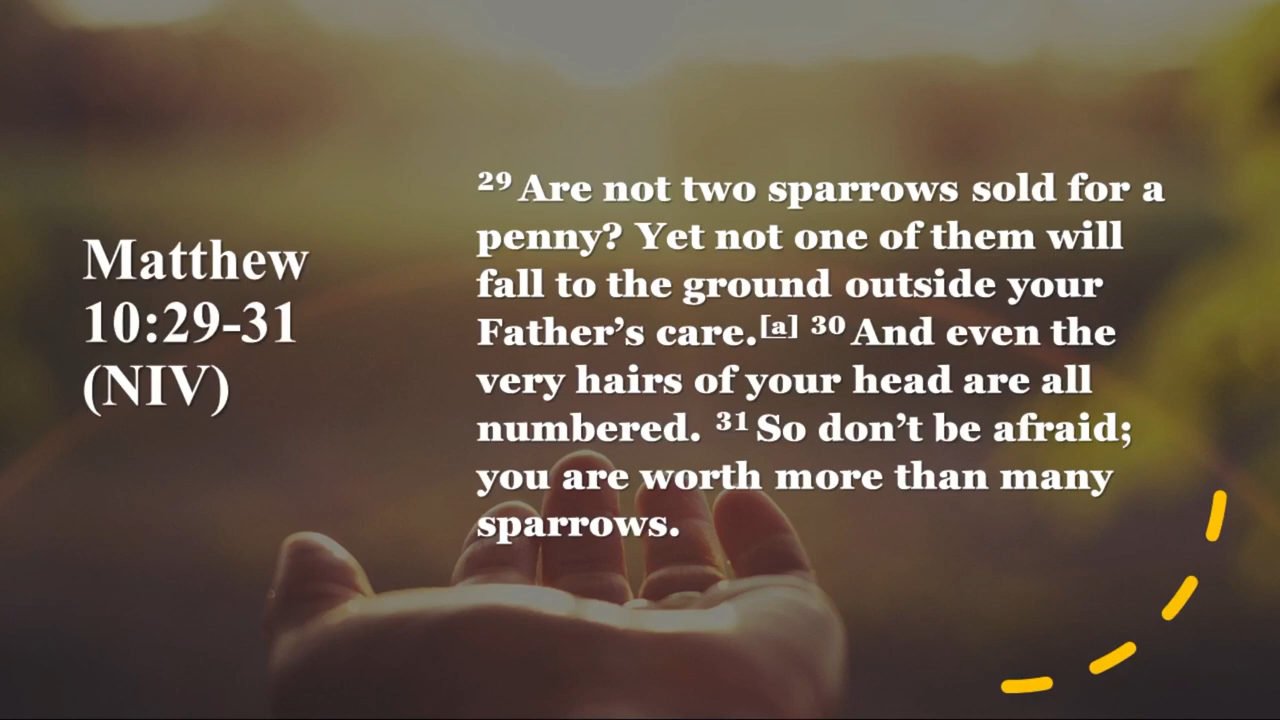 Matthew
10:29-31
(NIV)
²⁹ Are not two sparrows sold for a
penny? Yet not one of them will
fall to the ground outside your
Father’s care.[a] ³⁰ And even the
very hairs of your head are all
numbered. ³¹ So don’t be afraid;
you are worth more than many
sparrows.